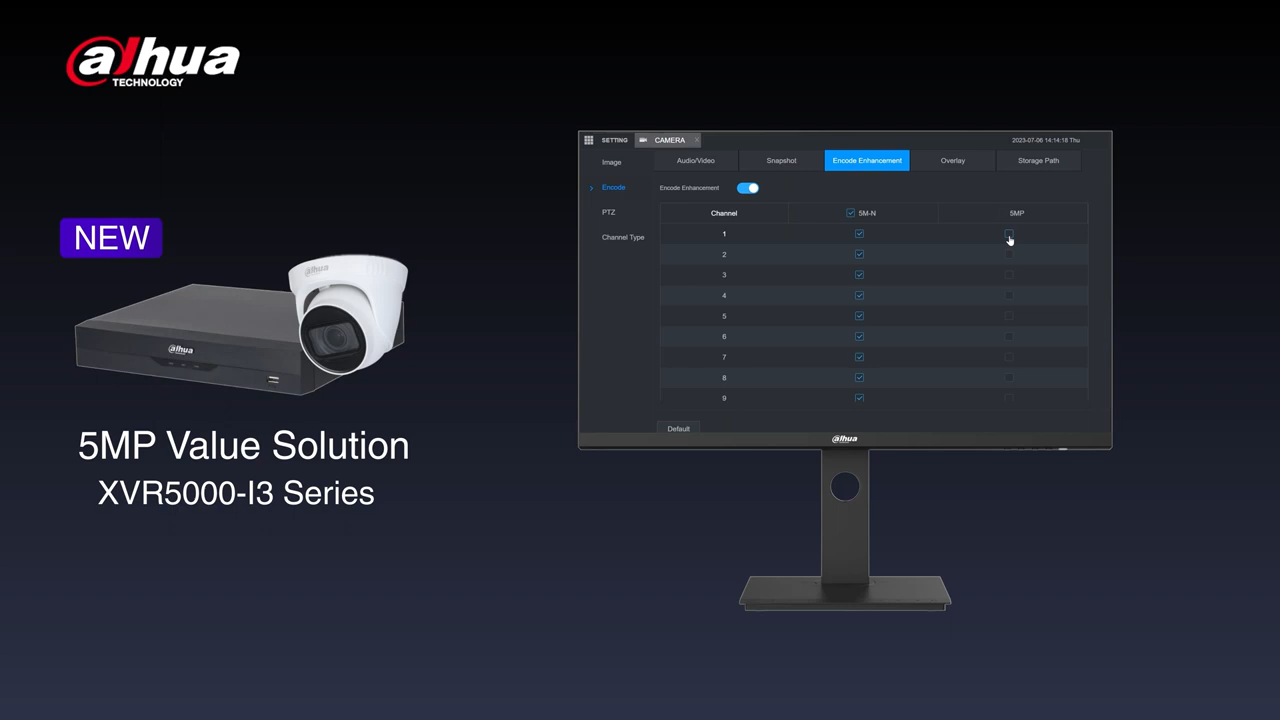 alhua
TECHNOLOGY
NEW
alhua
alhua
5MP Value Solution
XVR5000-I3 Series
SETTING
CAMERA
2023-07-06 14:14:18 Thu
Image
Encode
PTZ
Channel Type
Audio/Video Snapshot Encode Enhancement Overlay Storage Path
Encode Enhancement
Channel 5M-N 5MP
1
2
3
4
5
6
7
8
9
Default
alhua